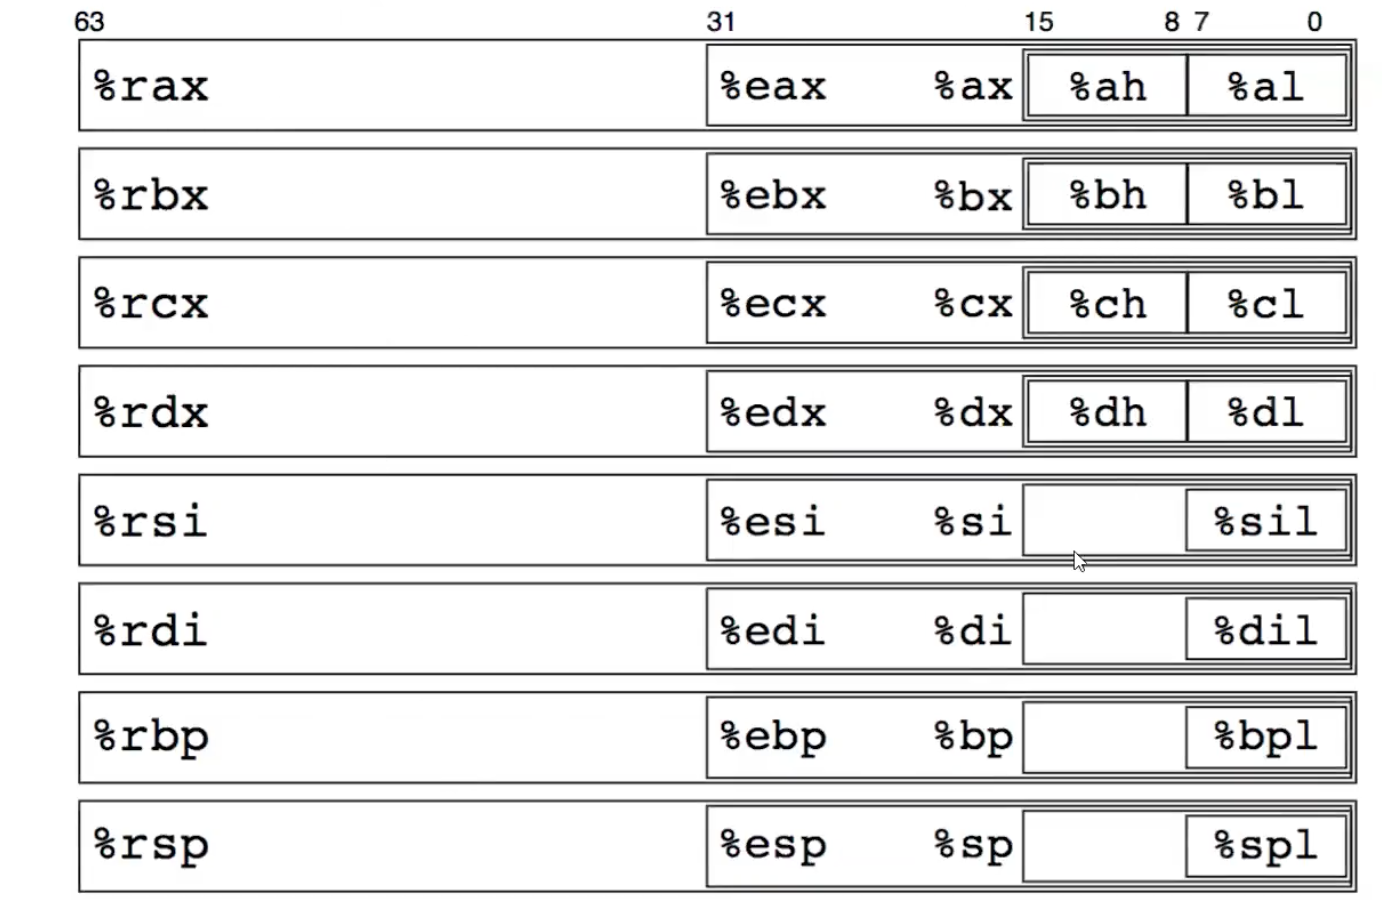 63 31 15 8 7 0
%rax %eax %ax %ah %al
%rbx %ebx %bx %bh %bl
%rcx %ecx %cx %ch %cl
%rdx %edx %dx %dh %dl
%rsi %esi %si %sil
%rdi %edi %di %dil
%rbp %ebp %bp %bpl
%rsp %esp %sp %spl